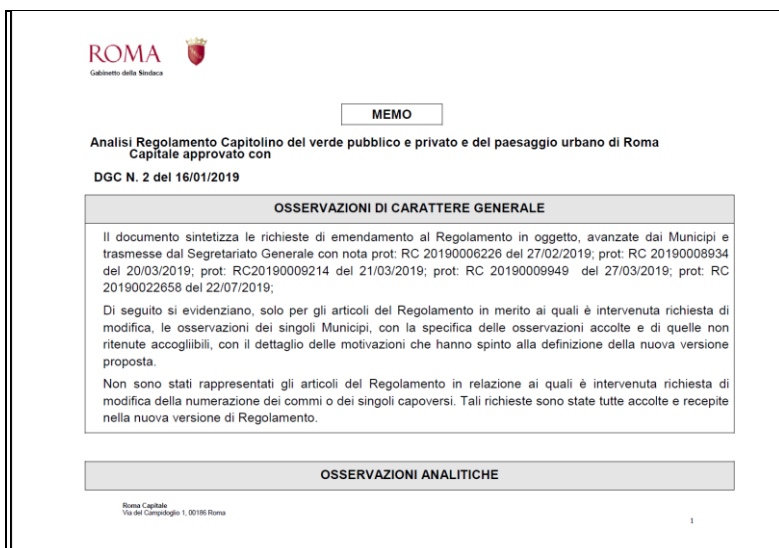 ROMA
Gabinetto della Sindaca
MEMO
Analisi Regolamento Capitolino del verde pubblico e privato e del paesaggio urbano di Roma
Capitale approvato con
DGC N. 2 del 16/01/2019
OSSERVAZIONI DI CARATTERE GENERALE
Il documento sintetizza le richieste di emendamento al Regolamento in oggetto, avanzate dai Municipi e
trasmesse dal Segretariato Generale con nota prot: RC 20190006226 del 27/02/2019; prot: RC 20190008934
del 20/03/2019; prot: RC20190009214 del 21/03/2019; prot: RC 20190009949 del 27/03/2019; prot: RC
20190022658 del 22/07/2019;
Di seguito si evidenziano, solo per gli articoli del Regolamento in merito ai quali è intervenuta richiesta di
modifica, le osservazioni dei singoli Municipi, con la specifica delle osservazioni accolte e di quelle non
ritenute accogliibili, con il dettaglio delle motivazioni che hanno spinto alla definizione della nuova versione
proposta.
Non sono stati rappresentati gli articoli del Regolamento in relazione ai quali è intervenuta richiesta di
modifica della numerazione dei commi o dei singoli capoversi. Tali richieste sono state tutte accolte e recepite
nella nuova versione di Regolamento.
OSSERVAZIONI ANALITICHE
Roma Capitale
Via del Campidoglio 1, 00186 Roma
1